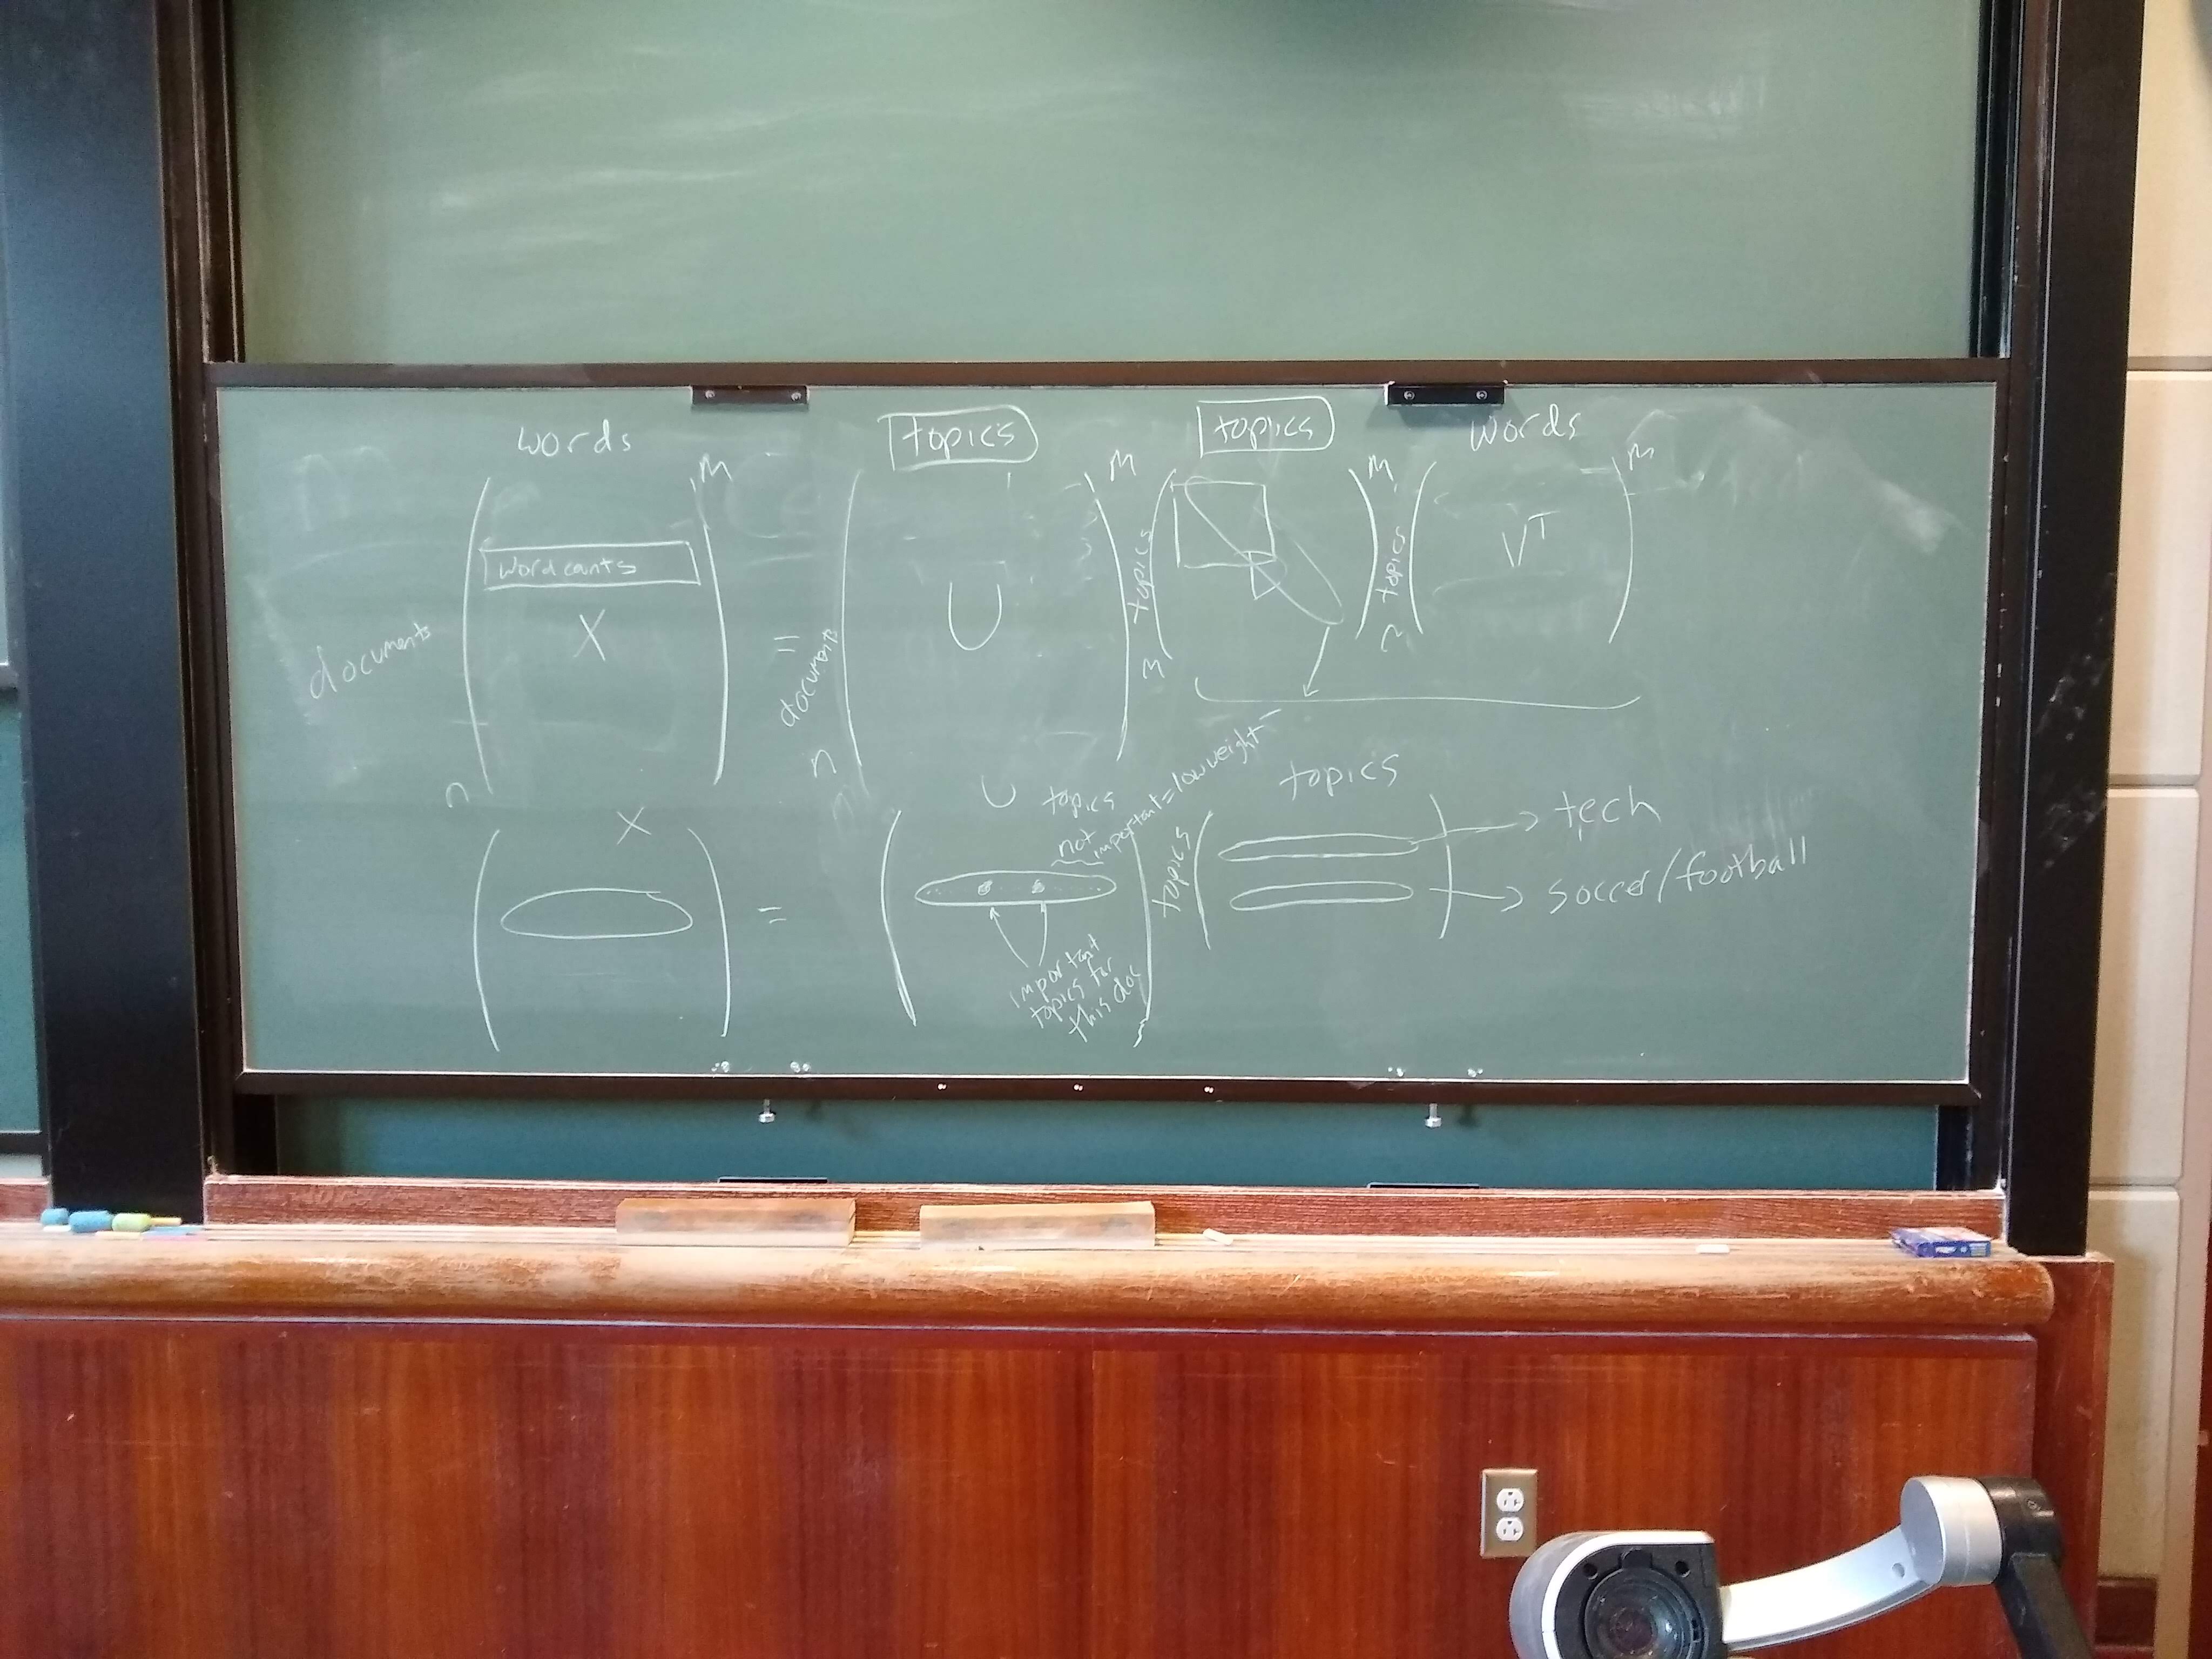 words
topics
topics
words
m
m
m
m
word counts
X
=
U
V^T
documents
documents
topics
topics
n
n
m
m
X
U
topics
not important = low weight
topics
topics
=
important
topics for
this doc
tech
soccer/football